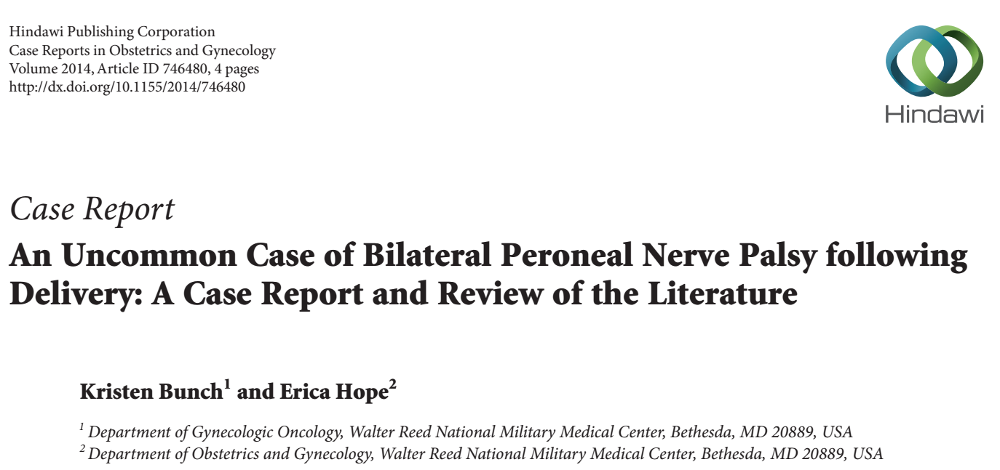 Hindawi Publishing Corporation
Case Reports in Obstetrics and Gynecology
Volume 2014, Article ID 746480, 4 pages
http://dx.doi.org/10.1155/2014/746480
Hindawi
Case Report
An Uncommon Case of Bilateral Peroneal Nerve Palsy following
Delivery: A Case Report and Review of the Literature
Kristen Bunch1 and Erica Hope2
1 Department of Gynecologic Oncology, Walter Reed National Military Medical Center, Bethesda, MD 20889, USA
2 Department of Obstetrics and Gynecology, Walter Reed National Military Medical Center, Bethesda, MD 20889, USA